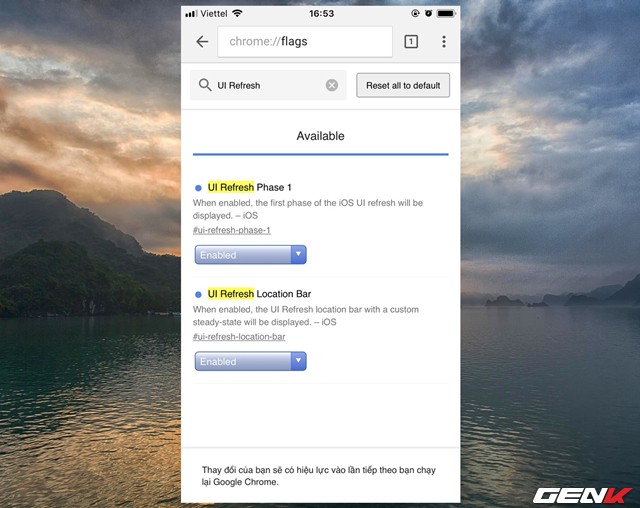 Viettel 16:53
chrome://flags 1
UI Refresh Reset all to default
Available
UI Refresh Phase 1
When enabled, the first phase of the iOS UI refresh will be
displayed. – iOS
#ui-refresh-phase-1
Enabled
UI Refresh Location Bar
When enabled, the UI Refresh location bar with a custom
steady-state will be displayed. – iOS
#ui-refresh-location-bar
Enabled
Thay đổi của bạn sẽ có hiệu lực vào lần tiếp theo bạn chạy
lại Google Chrome.
GENK